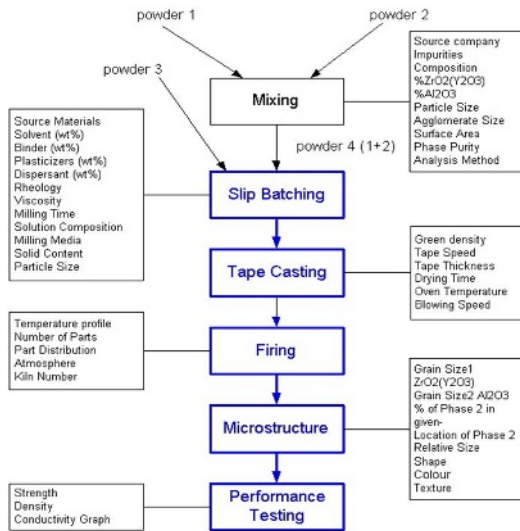 powder 1
powder 2
Source company
Impurities
Composition
%ZrO2(Y2O3)
%Al2O3
Particle Size
Agglomerate Size
Surface Area
Phase Purity
Analysis Method
Mixing
powder 3
powder 4 (1+2)
Source Materials
Solvent (wt%)
Binder (wt%)
Plasticizers (wt%)
Dispersant (wt%)
Rheology
Viscosity
Milling Time
Solution Composition
Milling Media
Solid Content
Particle Size
Slip Batching
Green density
Tape Speed
Tape Thickness
Drying Time
Oven Temperature
Blowing Speed
Tape Casting
Temperature profile
Number of Parts
Part Distribution
Atmosphere
Kiln Number
Firing
Grain Size1
ZrO2(Y2O3)
Grain Size2 Al2O3
% of Phase 2 in
given-
Location of Phase 2
Relative Size
Shape
Colour
Texture
Microstructure
Strength
Density
Conductivity Graph
Performance
Testing